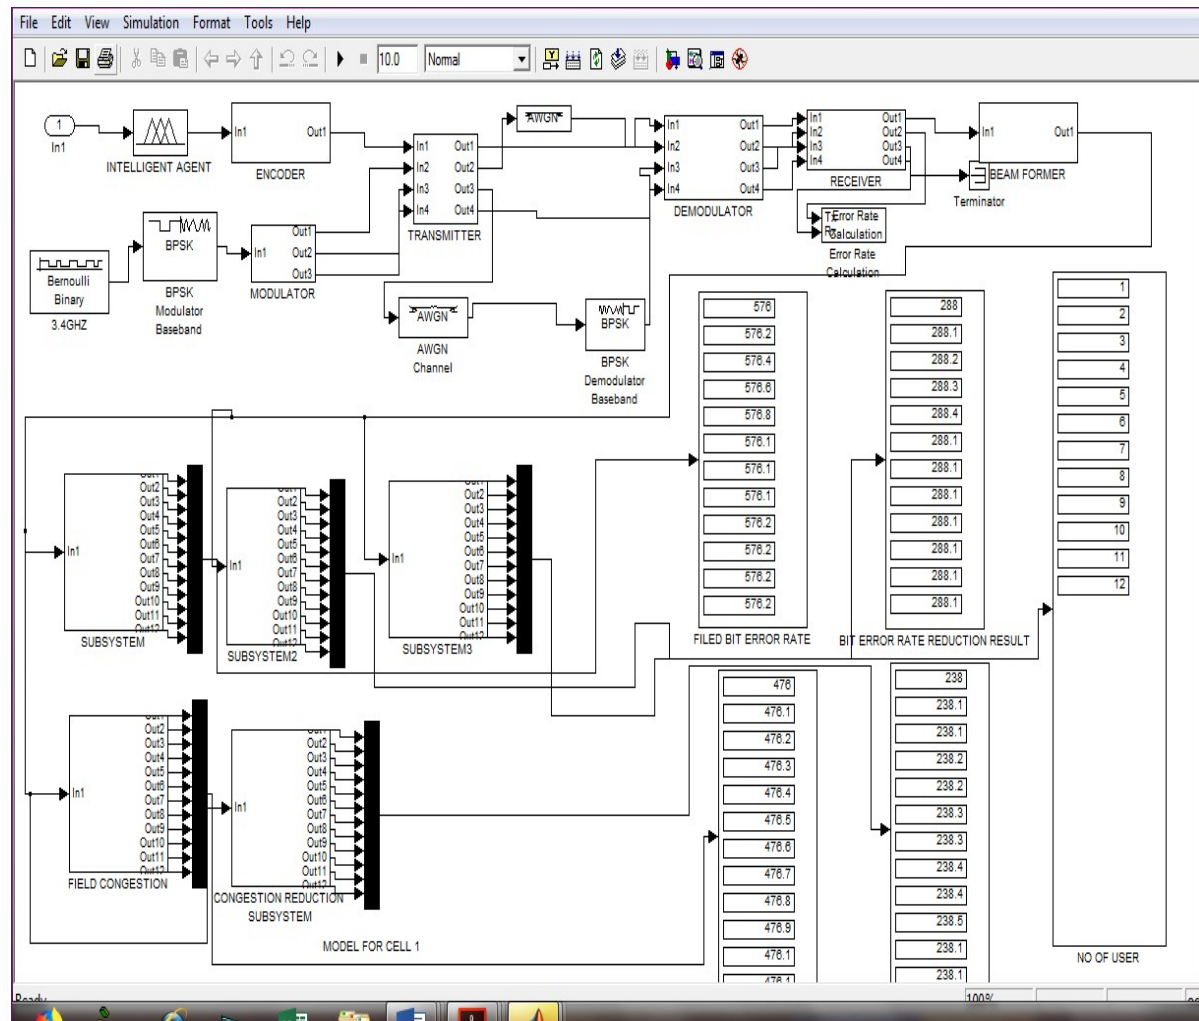 File Edit View Simulation Format Tools Help
10.0 Normal
1
In1
INTELLIGENT AGENT
In1 Out1
ENCODER
In1 Out1
In2 Out2
In3 Out3
In4 Out4
TRANSMITTER
AWGN
In1 Out1
In2 Out2
In3 Out3
In4 Out4
DEMODULATOR
In1 Out1
In2 Out2
In3 Out3
In4 Out4
RECEIVER
In1 Out1
BEAM FORMER
Terminator
Error Rate
Calculation
Error Rate
Calculation
Bernoulli
Binary
3.4GHZ
BPSK
BPSK
Modulator
Baseband
In1 Out1
Out2
Out3
MODULATOR
AWGN
AWGN
Channel
BPSK
BPSK
Demodulator
Baseband
576
576.2
576.4
576.6
576.8
576.1
576.1
576.1
576.2
576.2
576.2
576.2
FILED BIT ERROR RATE
288
288.1
288.2
288.3
288.4
288.1
288.1
288.1
288.1
288.1
288.1
288.1
BIT ERROR RATE REDUCTION RESULT
1
2
3
4
5
6
7
8
9
10
11
12
NO OF USER
In1
Out2
Out3
Out4
Out5
Out6
Out7
Out8
Out9
Out10
Out11
Out12
SUBSYSTEM
In1
Out2
Out3
Out4
Out5
Out6
Out7
Out8
Out9
Out10
Out11
Out12
SUBSYSTEM2
In1
Out2
Out3
Out4
Out5
Out6
Out7
Out8
Out9
Out10
Out11
Out12
SUBSYSTEM3
In1
Out2
Out3
Out4
Out5
Out6
Out7
Out8
Out9
Out10
Out11
Out12
FIELD CONGESTION
In1
Out2
Out3
Out4
Out5
Out6
Out7
Out8
Out9
Out10
Out11
Out12
CONGESTION REDUCTION
SUBSYSTEM
MODEL FOR CELL 1
476
476.1
476.2
476.3
476.4
476.5
476.6
476.7
476.8
476.9
476.1
476.1
238
238.1
238.1
238.2
238.2
238.3
238.3
238.4
238.4
238.5
238.1
238.1
Ready 100%